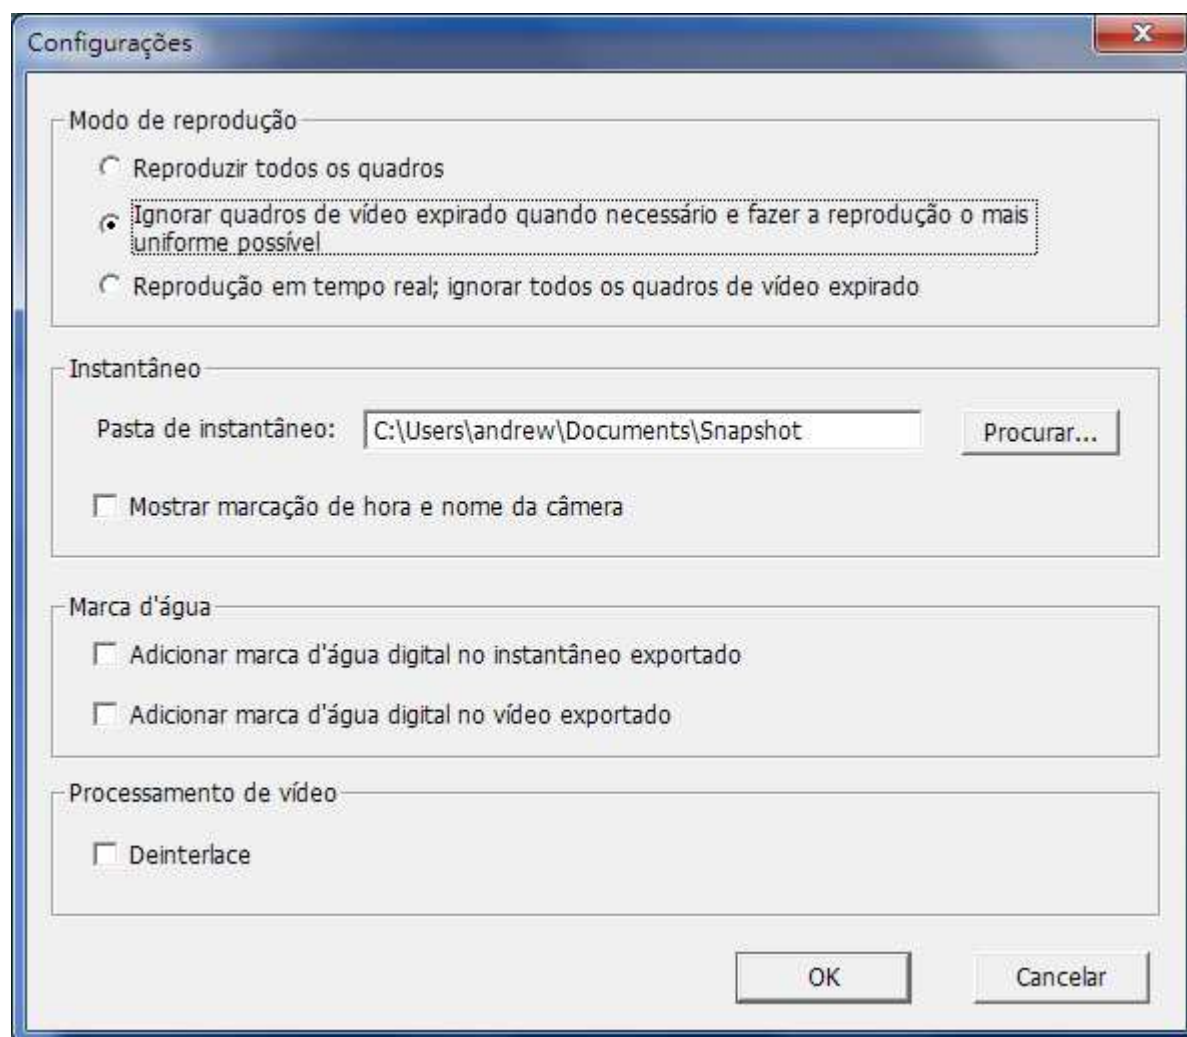 Configurações
Modo de reprodução
Reproduzir todos os quadros
Ignorar quadros de vídeo expirado quando necessário e fazer a reprodução o mais
uniforme possível
Reprodução em tempo real; ignorar todos os quadros de vídeo expirado
Instantâneo
Pasta de instantâneo: C:\Users\andrew\Documents\Snapshot Procurar...
Mostrar marcação de hora e nome da câmera
Marca d'água
Adicionar marca d'água digital no instantâneo exportado
Adicionar marca d'água digital no vídeo exportado
Processamento de vídeo
Deinterlace
OK Cancelar